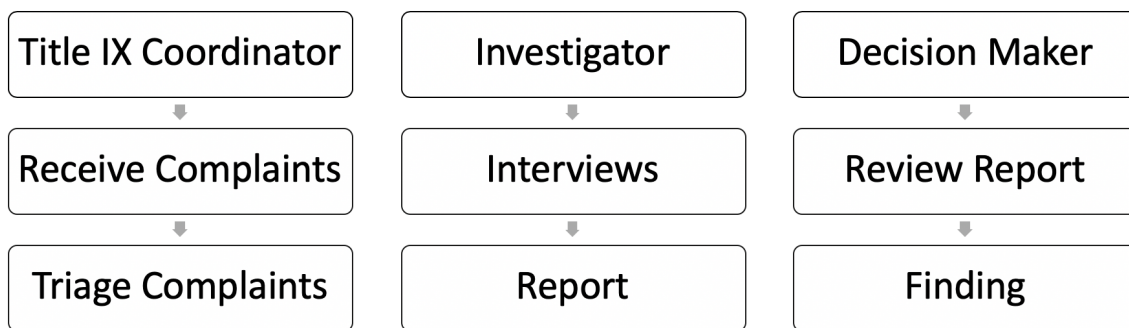 Title IX Coordinator
Receive Complaints
Triage Complaints
Investigator
Interviews
Report
Decision Maker
Review Report
Finding